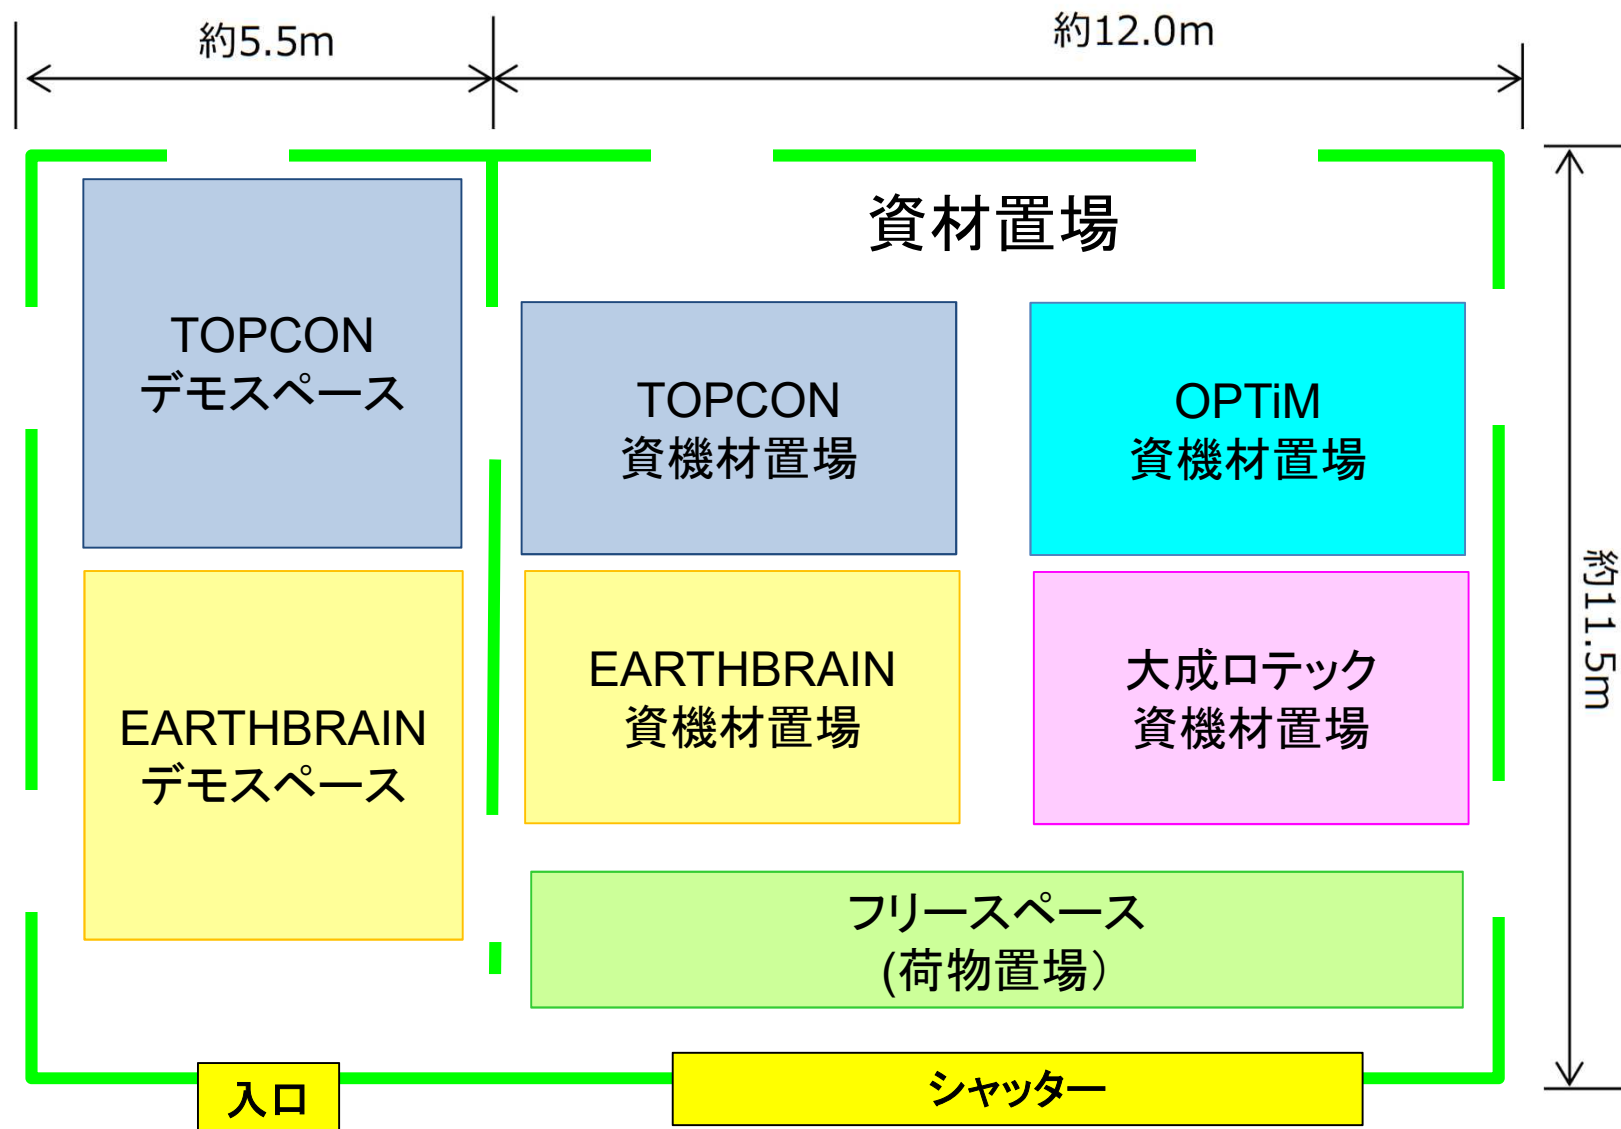 約5.5m
約12.0m
資材置場
TOPCON
デモスペース
TOPCON
資機材置場
OPTiM
資機材置場
約11.5m
EARTHBRAIN
デモスペース
EARTHBRAIN
資機材置場
大成ロテック
資機材置場
フリースペース
(荷物置場）
入口
シャッター